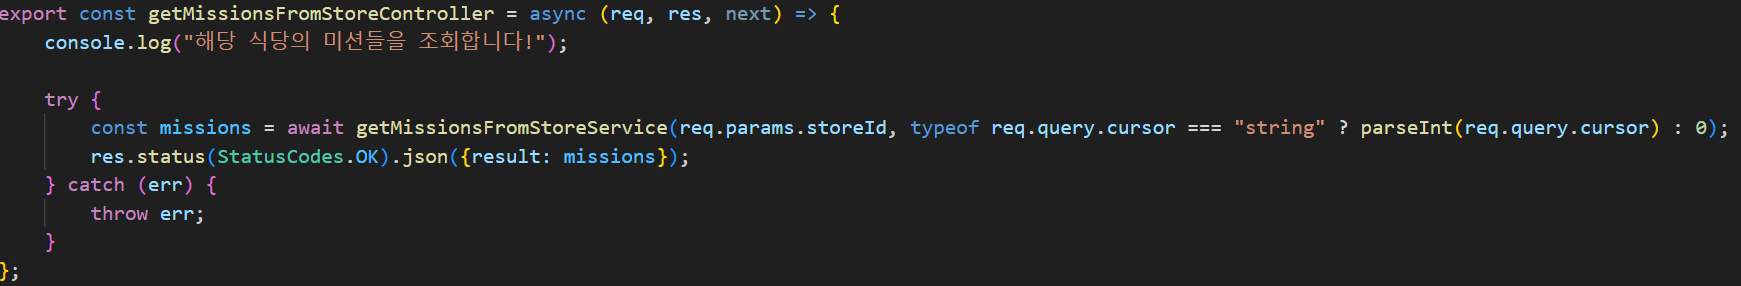 export const getMissionsFromStoreController = async (req, res, next) => {
    console.log("해당 식당의 미션들을 조회합니다!");
    try {
        const missions = await getMissionsFromStoreService(req.params.storeId, typeof req.query.cursor === "string" ? parseInt(req.query.cursor) : 0);
        res.status(StatusCodes.OK).json({result: missions});
    } catch (err) {
        throw err;
    }
};